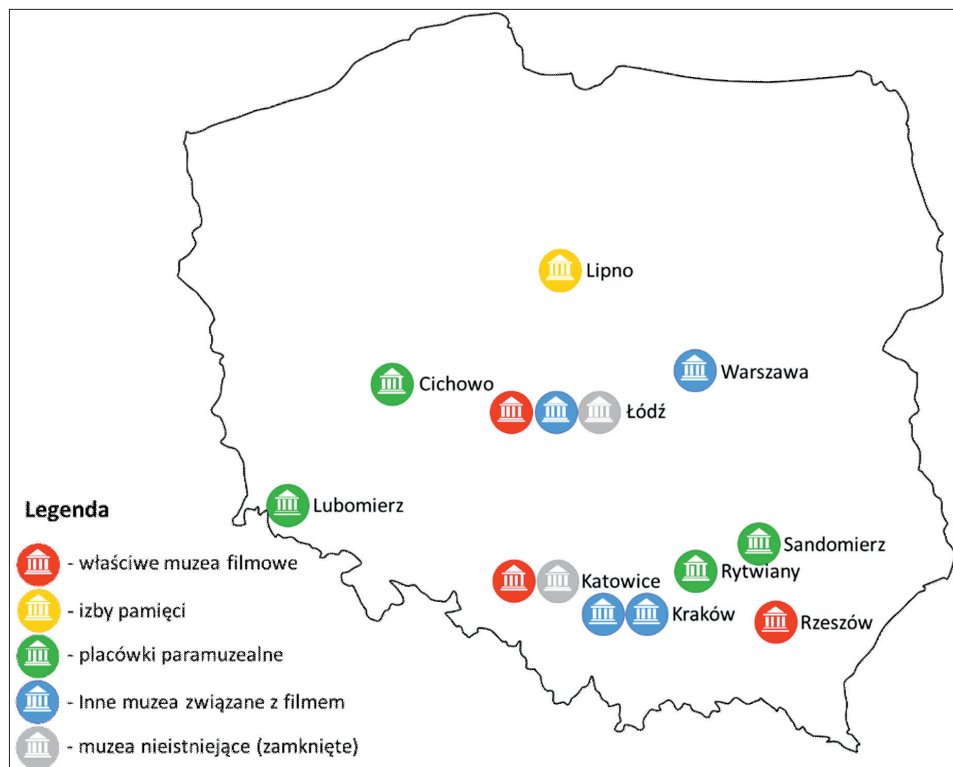 Lipno
Warszawa
Cichowo
Łódź
Lubomierz
Sandomierz
Rytwiany
Katowice
Kraków
Rzeszów
Legenda
- właściwe muzea filmowe
- izby pamięci
- placówki paramuzealne
- Inne muzea związane z filmem
- muzea nieistniejące (zamknięte)